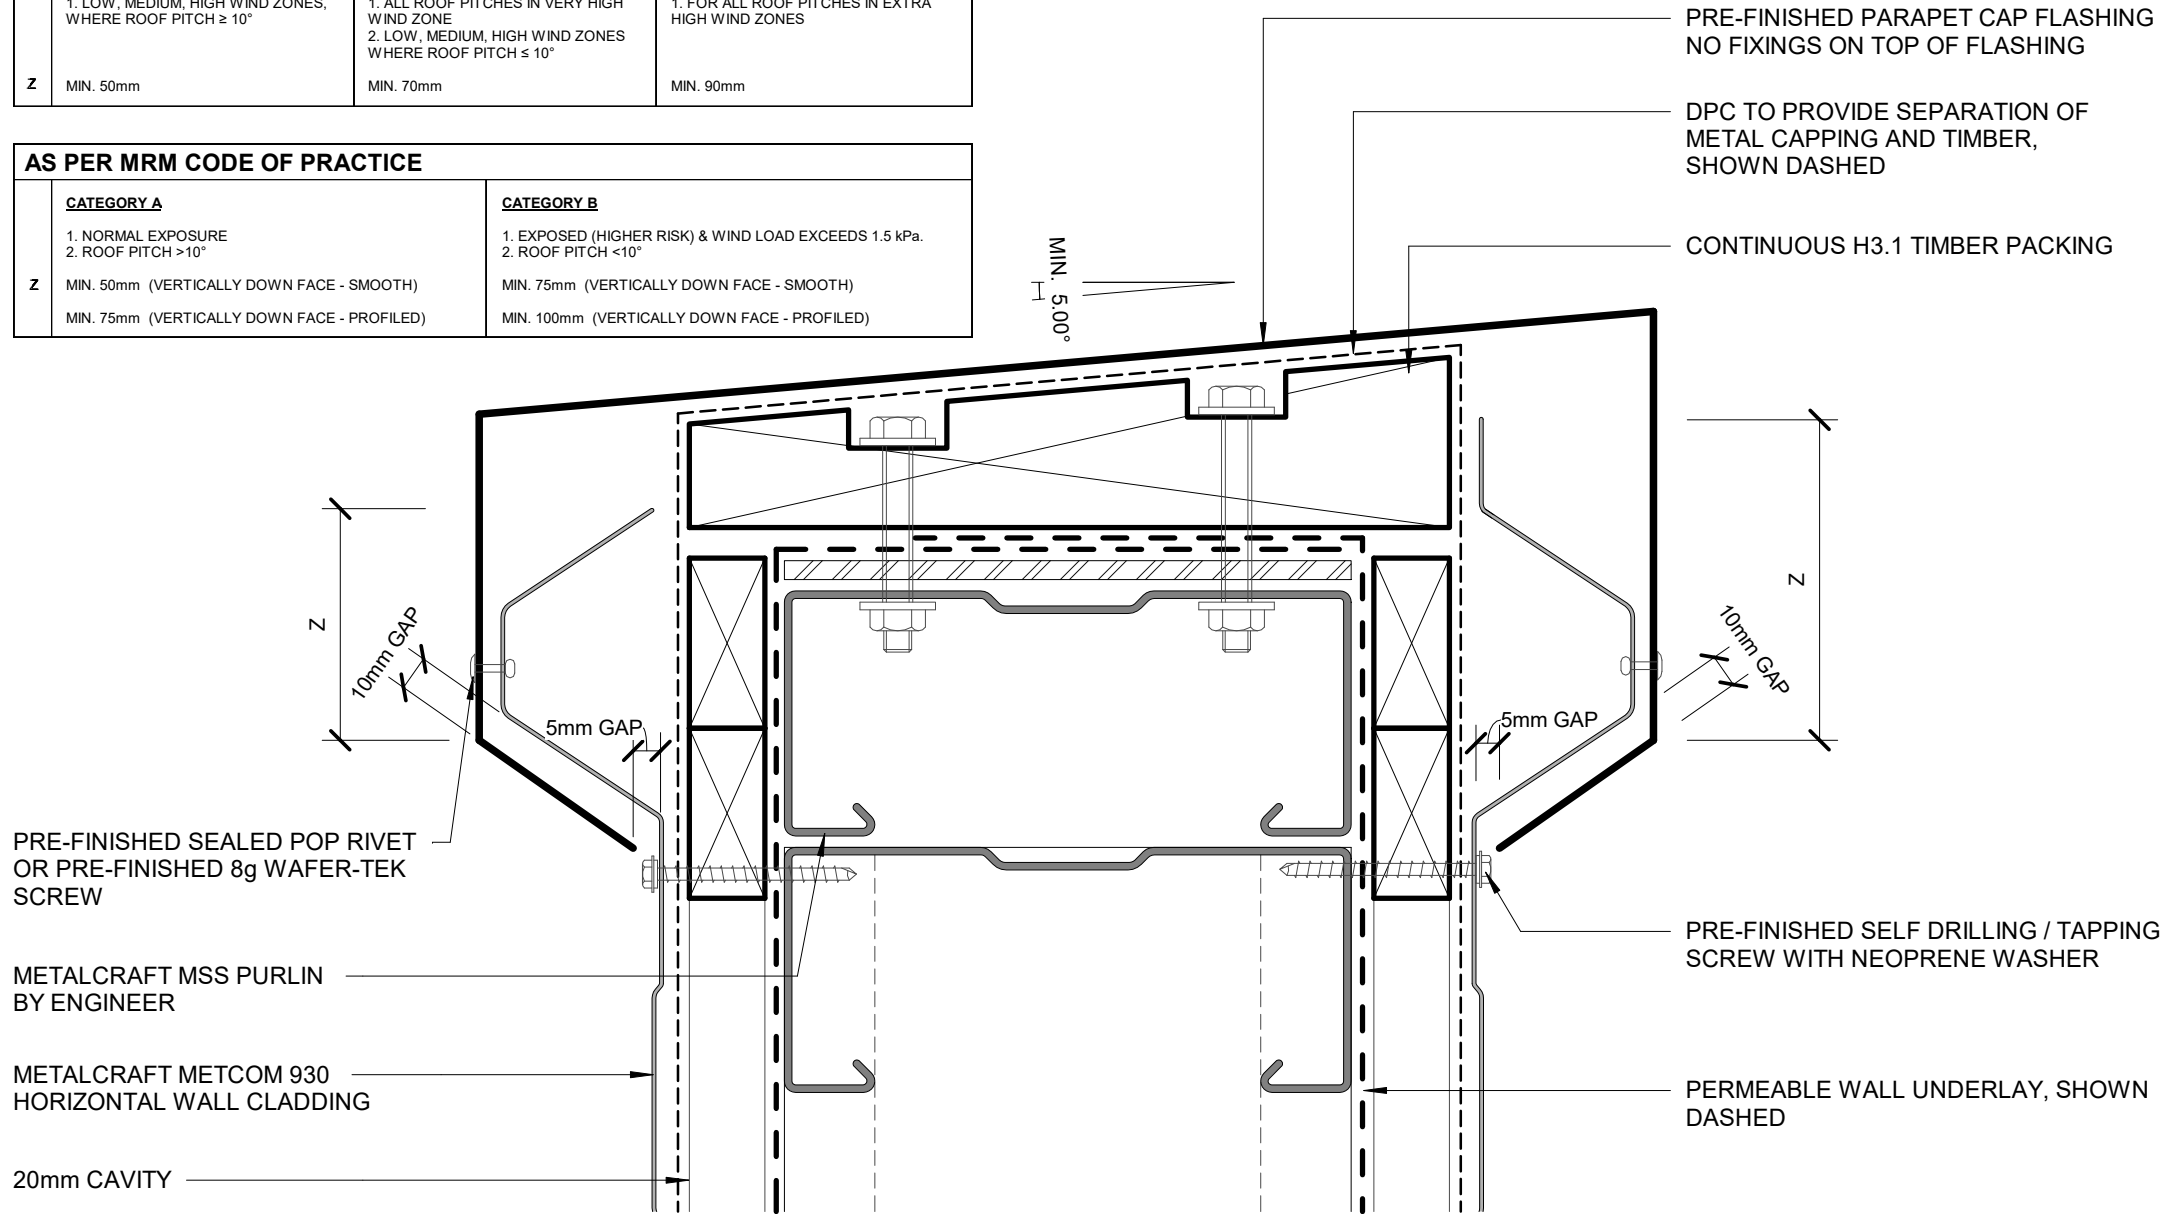 1. LOW, MEDIUM, HIGH WIND ZONES,
WHERE ROOF PITCH ≥ 10°
1. ALL ROOF PITCHES IN VERY HIGH
WIND ZONE
2. LOW, MEDIUM, HIGH WIND ZONES
WHERE ROOF PITCH ≤ 10°
1. FOR ALL ROOF PITCHES IN EXTRA
HIGH WIND ZONES
Z
MIN. 50mm
MIN. 70mm
MIN. 90mm
AS PER MRM CODE OF PRACTICE
CATEGORY A
1. NORMAL EXPOSURE
2. ROOF PITCH >10°
Z
MIN. 50mm (VERTICALLY DOWN FACE - SMOOTH)
MIN. 75mm (VERTICALLY DOWN FACE - PROFILED)
CATEGORY B
1. EXPOSED (HIGHER RISK) & WIND LOAD EXCEEDS 1.5 kPa.
2. ROOF PITCH <10°
MIN. 75mm (VERTICALLY DOWN FACE - SMOOTH)
MIN. 100mm (VERTICALLY DOWN FACE - PROFILED)
PRE-FINISHED PARAPET CAP FLASHING
NO FIXINGS ON TOP OF FLASHING
DPC TO PROVIDE SEPARATION OF
METAL CAPPING AND TIMBER,
SHOWN DASHED
CONTINUOUS H3.1 TIMBER PACKING
MIN. 5.00°
Z
10mm GAP
5mm GAP
Z
10mm GAP
5mm GAP
PRE-FINISHED SEALED POP RIVET
OR PRE-FINISHED 8g WAFER-TEK
SCREW
METALCRAFT MSS PURLIN
BY ENGINEER
METALCRAFT METCOM 930
HORIZONTAL WALL CLADDING
20mm CAVITY
PRE-FINISHED SELF DRILLING / TAPPING
SCREW WITH NEOPRENE WASHER
PERMEABLE WALL UNDERLAY, SHOWN
DASHED